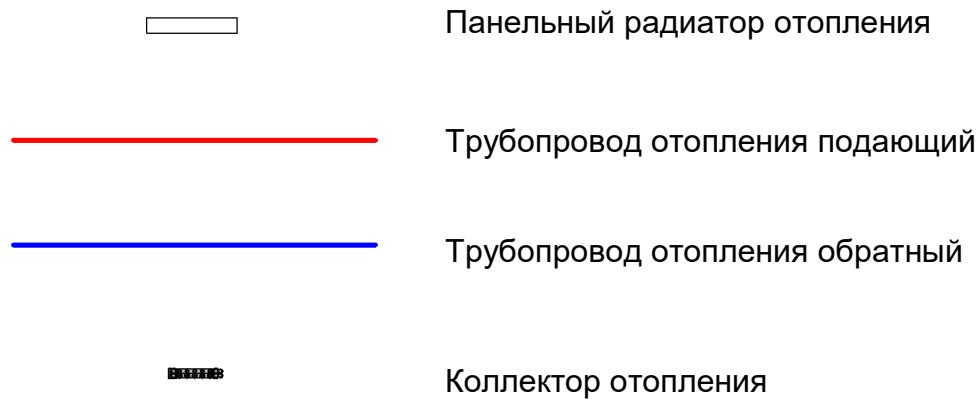 Панельный радиатор отопления
Трубопровод отопления подающий
Трубопровод отопления обратный
Коллектор отопления